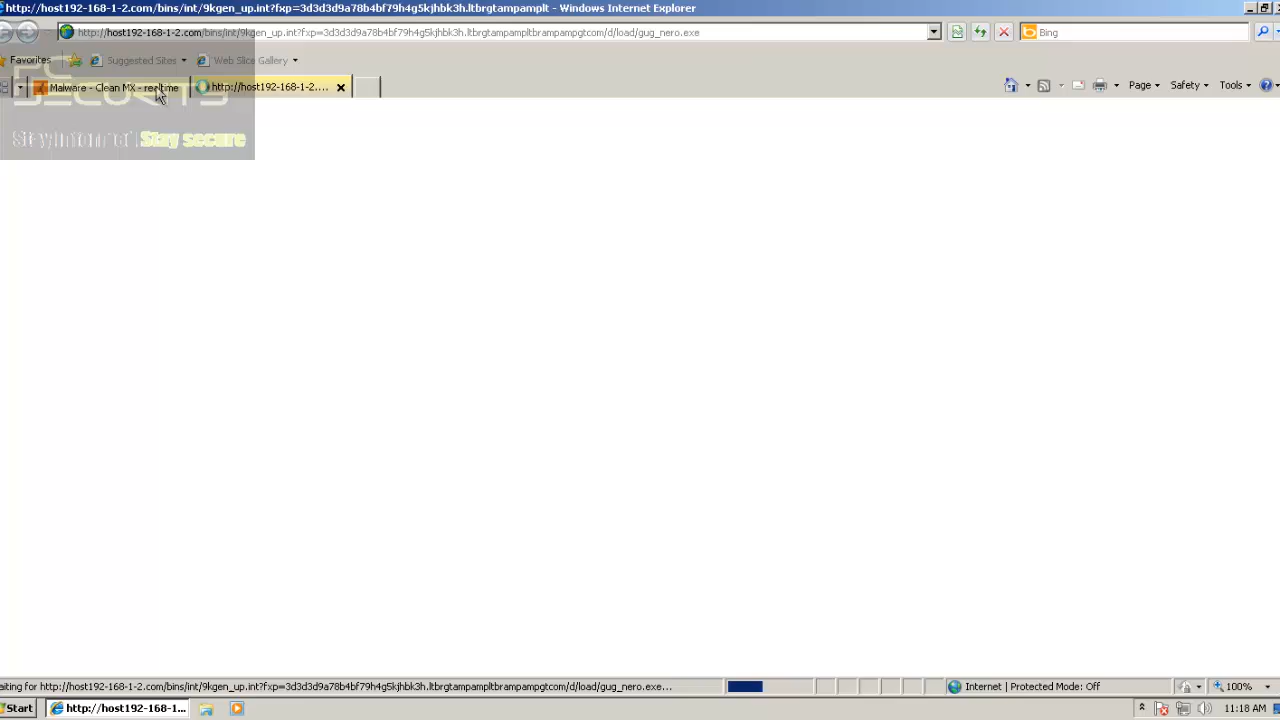 http://host192-168-1-2.com/bins/int/9kgen_up.int?fxp=3d3d3d9a78b4bf79h4g5kjhbk3h.ltbrgtampamplt - Windows Internet Explorer
http://host192-168-1-2.com/bins/int/9kgen_up.int?fxp=3d3d3d9a78b4bf79h4g5kjhbk3h.ltbrgtampampltbrampampgtcom/d/load/gug_nero.exe
Bing
Favorites
Suggested Sites
Web Slice Gallery
PC
SECURITY
Malware - Clean MX - realtime
http://host192-168-1-2....
Page
Safety
Tools
Stay informed Stay secure
aiting for http://host192-168-1-2.com/bins/int/9kgen_up.int?fxp=3d3d3d9a78b4bf79h4g5kjhbk3h.ltbrgtampampltbrampampgtcom/d/load/gug_nero.exe...
Internet | Protected Mode: Off
100%
Start
http://host192-168-1...
11:18 AM